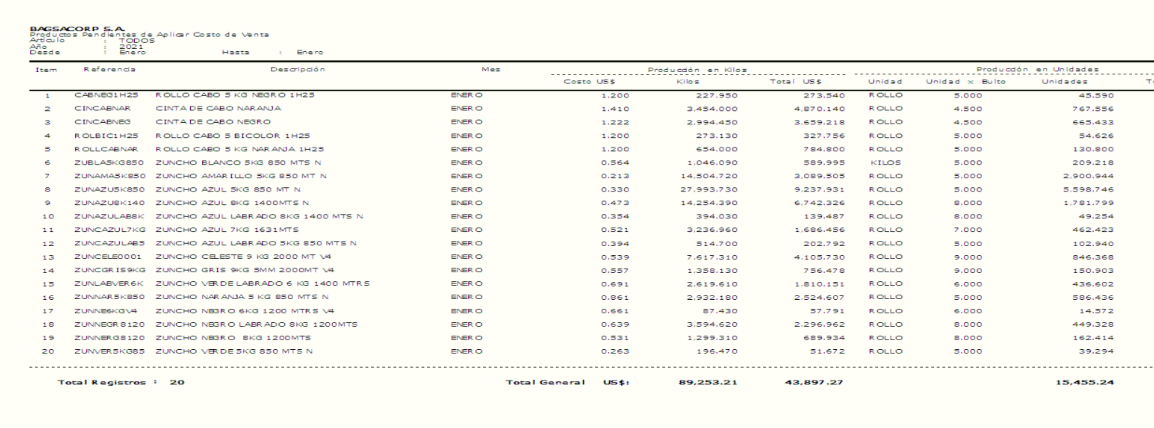 BAGSACORP S.A.
Productos Pendientes de Aplicar Costo de Venta
Artículo : TODOS
Año : 2021
Desde : Enero Hasta : Enero
Producción en Kilos Producción en Unidades
Item Referencia Descripción Mes Costo US$ Kilos Total US$ Unidad Unidad x Bulto Unidades
1 CABNEG1H25 ROLLO CABO 5 KG NEGRO 1H25 ENERO 1.200 227.950 273.540 ROLLO 5.000 45.590
2 CINCABNAR CINTA DE CABO NARANJA ENERO 1.410 3,454.000 4,870.140 ROLLO 4.500 767.556
3 CINCABNEG CINTA DE CABO NEGRO ENERO 1.222 2,994.450 3,659.218 ROLLO 4.500 665.433
4 ROLBIC1H25 ROLLO CABO 5 BICOLOR 1H25 ENERO 1.200 273.130 327.756 ROLLO 5.000 54.626
5 ROLLCABNAR ROLLO CABO 5 KG NARANJA 1H25 ENERO 1.200 654.000 784.800 ROLLO 5.000 130.800
6 ZUBLA5KG850 ZUNCHO BLANCO 5KG 850 MTS N ENERO 0.564 1,046.090 589.995 KILOS 5.000 209.218
7 ZUNAMA5K850 ZUNCHO AMARILLO 5KG 850 MT N ENERO 0.213 14,504.720 3,089.505 ROLLO 5.000 2,900.944
8 ZUNAZU5K850 ZUNCHO AZUL 5KG 850 MT N ENERO 0.330 27,993.730 9,237.931 ROLLO 5.000 5,598.746
9 ZUNAZU8K140 ZUNCHO AZUL 8KG 1400MTS N ENERO 0.473 14,254.390 6,742.326 ROLLO 8.000 1,781.799
10 ZUNAZULAB8K ZUNCHO AZUL LABRADO 8KG 1400 MTS N ENERO 0.354 394.030 139.487 ROLLO 8.000 49.254
11 ZUNCAZUL7KG ZUNCHO AZUL 7KG 1631MTS ENERO 0.521 3,236.960 1,686.456 ROLLO 7.000 462.423
12 ZUNCAZULAB5 ZUNCHO AZUL LABRADO 5KG 850 MTS N ENERO 0.394 514.700 202.792 ROLLO 5.000 102.940
13 ZUNCELE0001 ZUNCHO CELESTE 9 KG 2000 MT V4 ENERO 0.539 7,617.310 4,105.730 ROLLO 9.000 846.368
14 ZUNCGRIS9KG ZUNCHO GRIS 9KG 5MM 2000MT V4 ENERO 0.557 1,358.130 756.478 ROLLO 9.000 150.903
15 ZUNLABVER6K ZUNCHO VERDE LABRADO 6 KG 1400 MTRS ENERO 0.691 2,619.610 1,810.151 ROLLO 6.000 436.602
16 ZUNNAR5K850 ZUNCHO NARANJA 5 KG 850 MTS N ENERO 0.861 2,932.180 2,524.607 ROLLO 5.000 586.436
17 ZUNNE6KGV4 ZUNCHO NEGRO 6KG 1200 MTRS V4 ENERO 0.661 87.430 57.791 ROLLO 6.000 14.572
18 ZUNNEGR8120 ZUNCHO NEGRO LABRADO 8KG 1200MTS ENERO 0.639 3,594.620 2,296.962 ROLLO 8.000 449.328
19 ZUNNERG8120 ZUNCHO NEGRO 8KG 1200MTS ENERO 0.531 1,299.310 689.934 ROLLO 8.000 162.414
20 ZUNVER5KG85 ZUNCHO VERDE 5KG 850 MTS N ENERO 0.263 196.470 51.672 ROLLO 5.000 39.294
Total Registros : 20 Total General US$: 89,253.21 43,897.27 15,455.24